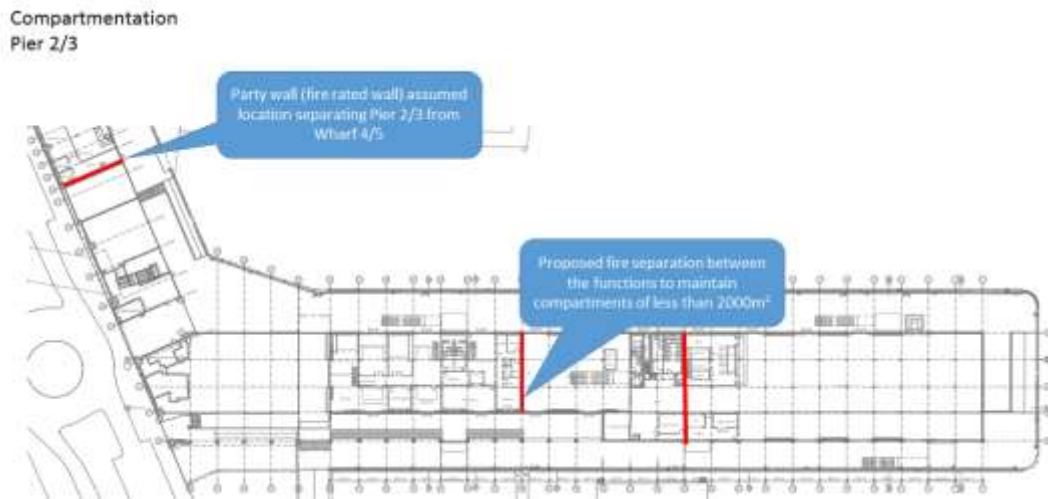 Compartmentation
Pier 2/3
Party wall (fire rated wall) assumed
location separating Pier 2/3 from
Wharf 4/5
Proposed fire separation between
the functions to maintain
compartments of less than 2000m²